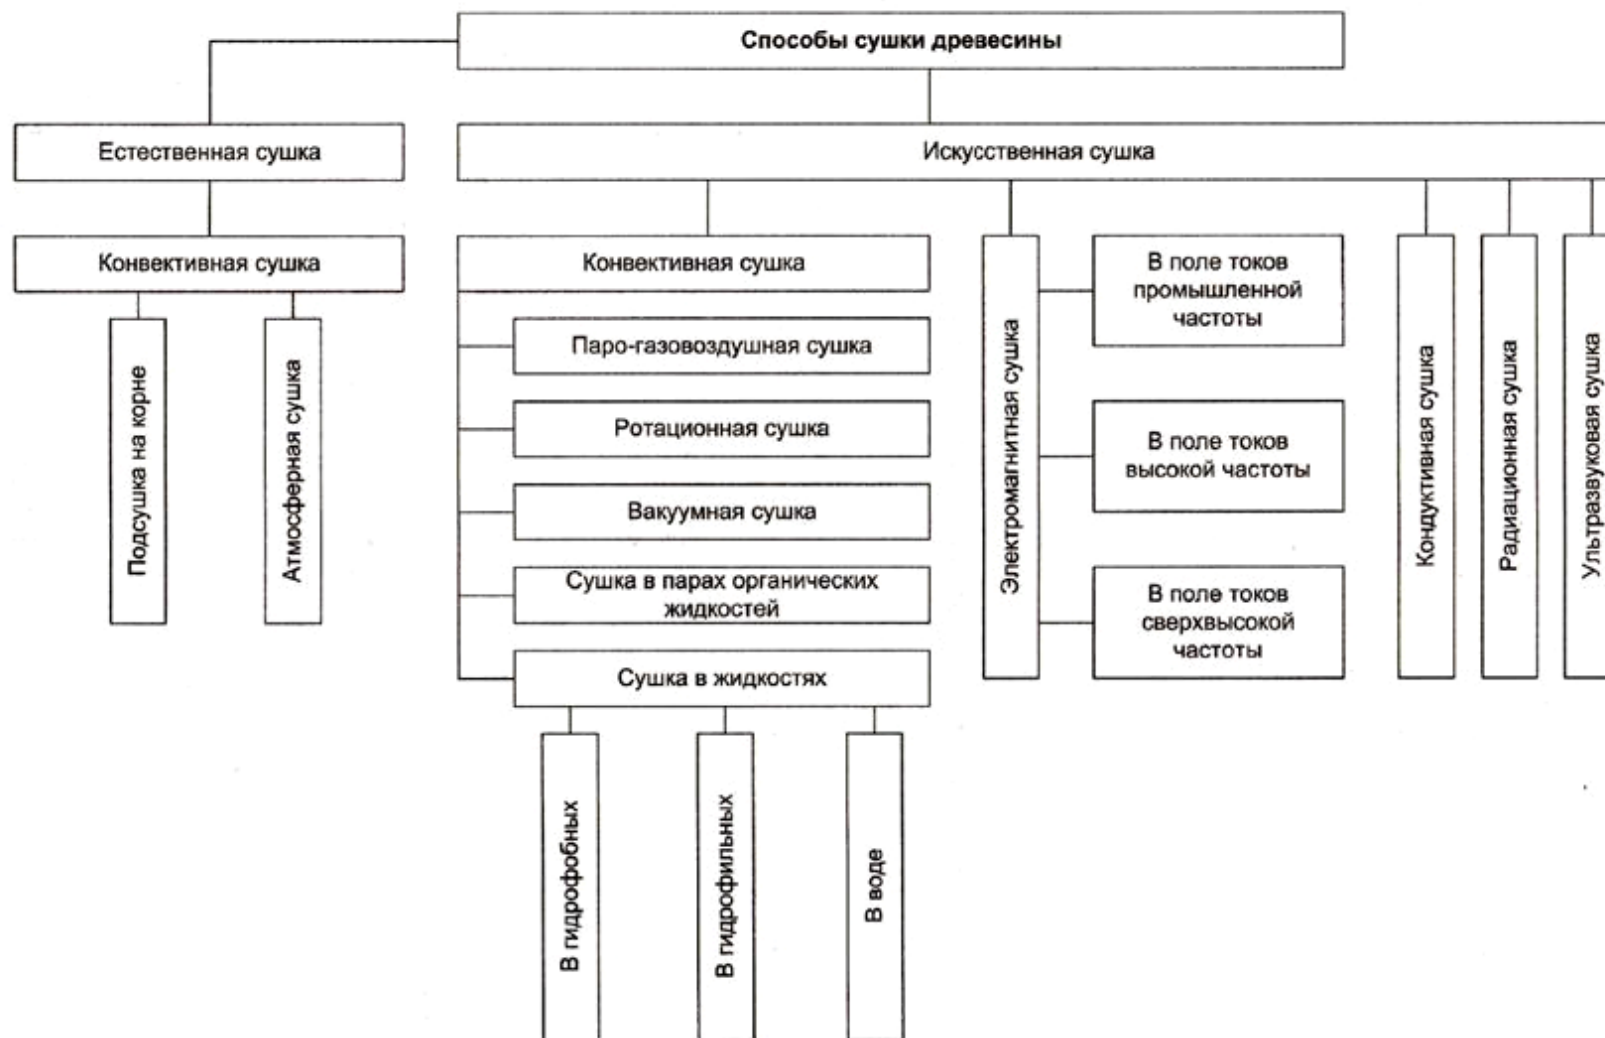 Способы сушки древесины
Естественная сушка
Искусственная сушка
Конвективная сушка
Подсушка на корне
Атмосферная сушка
Конвективная сушка
Паро-газовоздушная сушка
Ротационная сушка
Вакуумная сушка
Сушка в парах органических
жидкостей
Сушка в жидкостях
В гидрофобных
В гидрофильных
В воде
Электромагнитная сушка
В поле токов
промышленной
частоты
В поле токов
высокой частоты
В поле токов
сверхвысокой
частоты
Кондуктивная сушка
Радиационная сушка
Ультразвуковая сушка